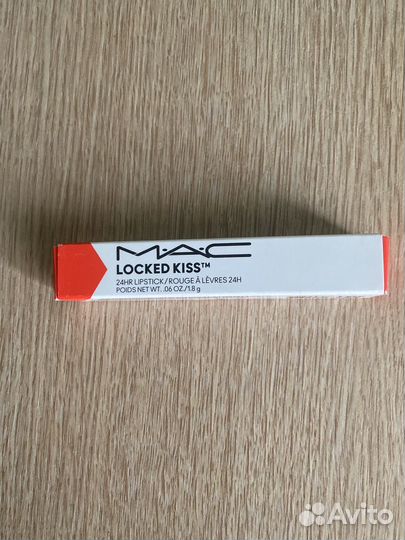 M·A·C
LOCKED KISS™
24HR LIPSTICK/ROUGE À LÈVRES 24H
POIDS NET WT. .06 OZ./1.8 g
Avito